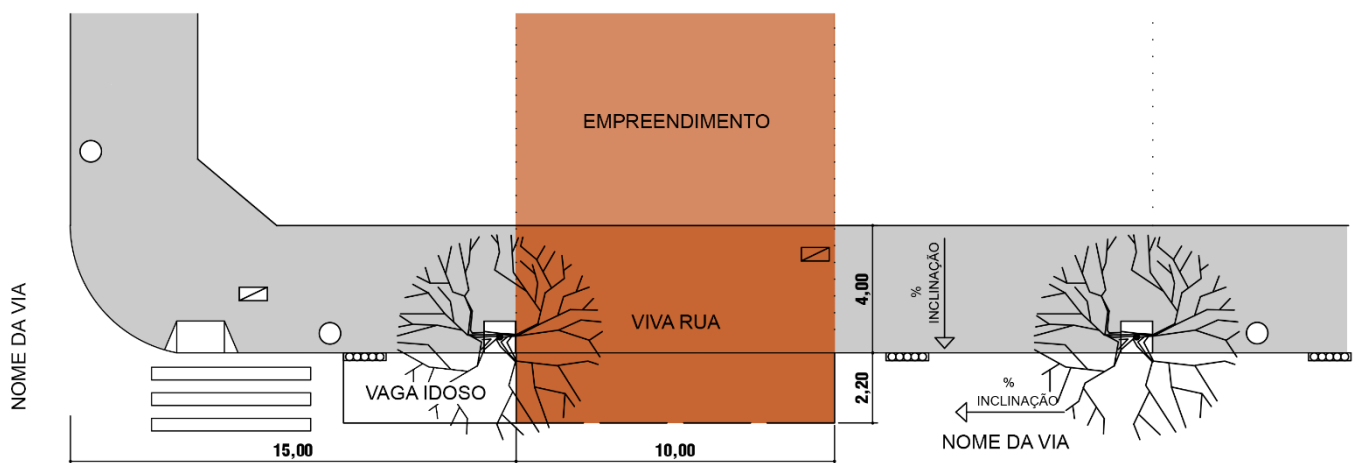 EMPREENDIMENTO
NOME DA VIA
VIVA RUA
4,00
%
INCLINAÇÃO
VAGA IDOSO
2,20
%
INCLINAÇÃO
NOME DA VIA
15,00
10,00